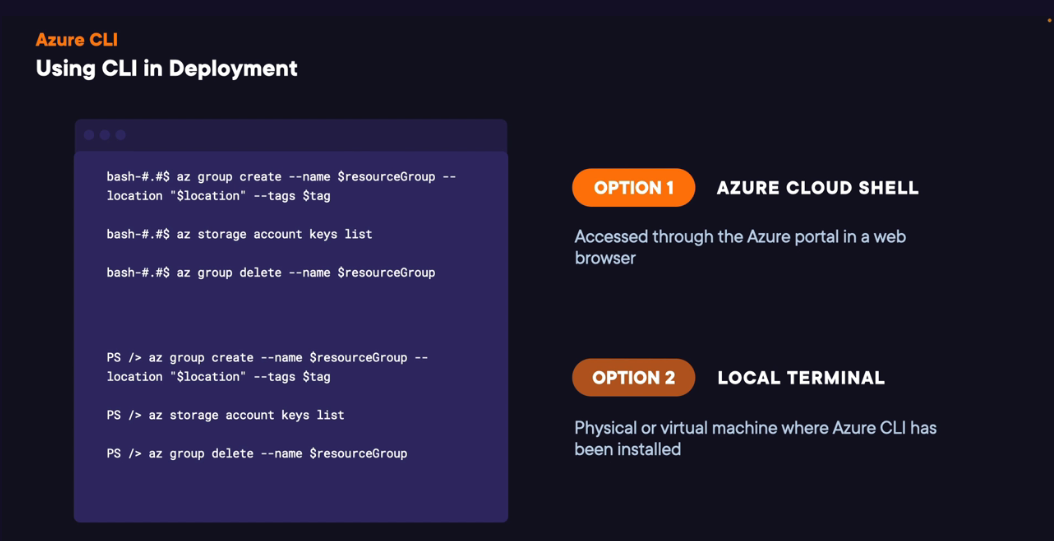 Azure CLI
Using CLI in Deployment
bash-#.#$ az group create --name $resourceGroup --
location "$location" --tags $tag
bash-#.#$ az storage account keys list
bash-#.#$ az group delete --name $resourceGroup
PS /> az group create --name $resourceGroup --
location "$location" --tags $tag
PS /> az storage account keys list
PS /> az group delete --name $resourceGroup
OPTION 1 AZURE CLOUD SHELL
Accessed through the Azure portal in a web
browser
OPTION 2 LOCAL TERMINAL
Physical or virtual machine where Azure CLI has
been installed